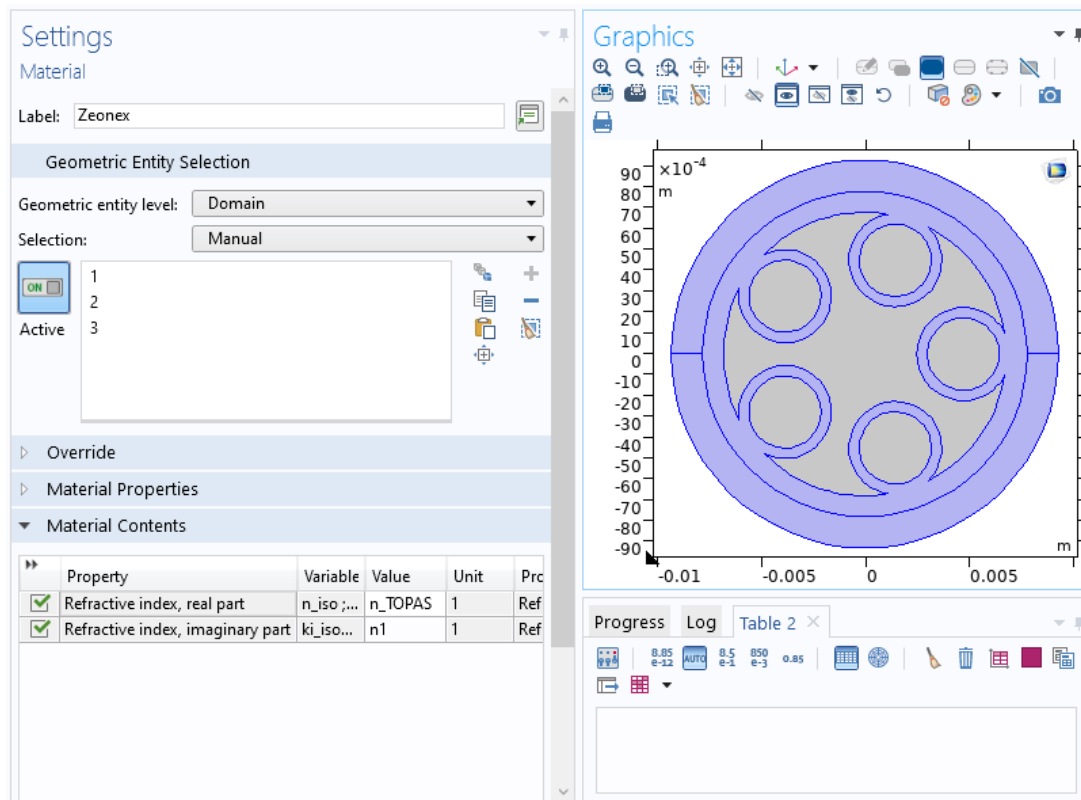 Settings
Material
Label: Zeonex
Geometric Entity Selection
Geometric entity level: Domain
Selection: Manual
ON
Active
1
2
3
Override
Material Properties
Material Contents
Property Variable Value Unit Prc
Refractive index, real part n_iso ;... n_TOPAS 1 Ref
Refractive index, imaginary part ki_iso... n1 1 Ref
Graphics
×10⁻⁴
m
90
80
70
60
50
40
30
20
10
0
-10
-20
-30
-40
-50
-60
-70
-80
-90
m
-0.01 -0.005 0 0.005
Progress Log Table 2
8.85 e-12 AUTO 8.5 e-1 850 e-3 0.85